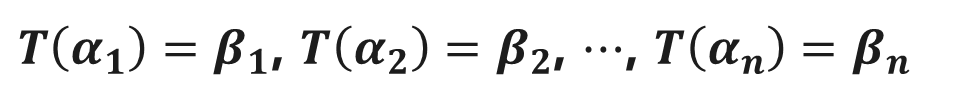 T(α₁) = β₁, T(α₂) = β₂, ⋯, T(αₙ) = βₙ